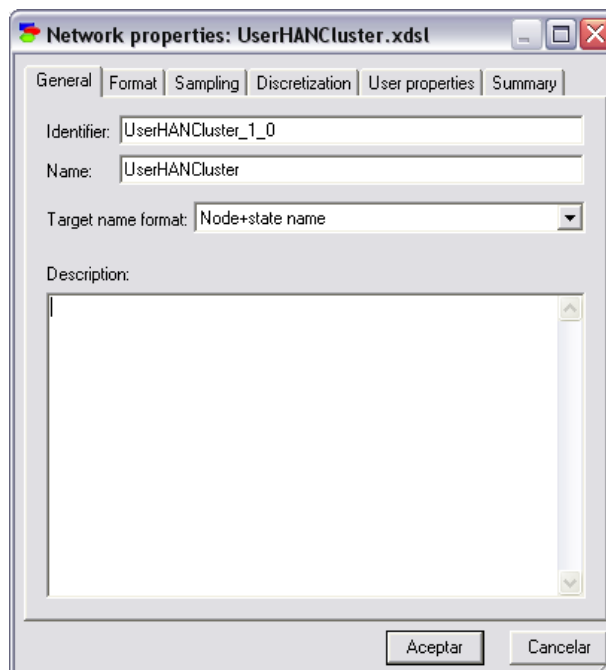 Network properties: UserHANCluster.xdsl
General Format Sampling Discretization User properties Summary
Identifier: UserHANCluster_1_0
Name: UserHANCluster
Target name format: Node+state name
Description:
Aceptar Cancelar